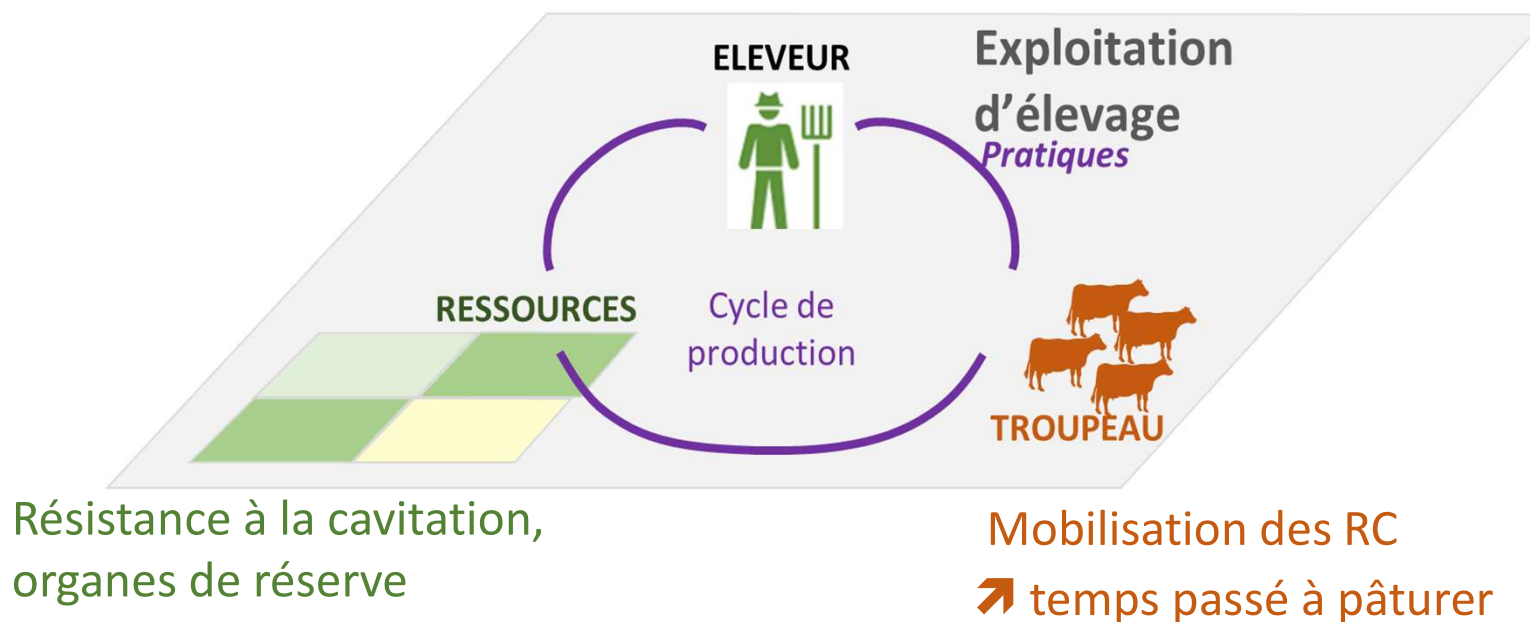 ELEVEUR
Exploitation
d'élevage
Pratiques
RESSOURCES
Cycle de
production
TROUPEAU
Résistance à la cavitation,
organes de réserve
Mobilisation des RC
↗ temps passé à pâturer